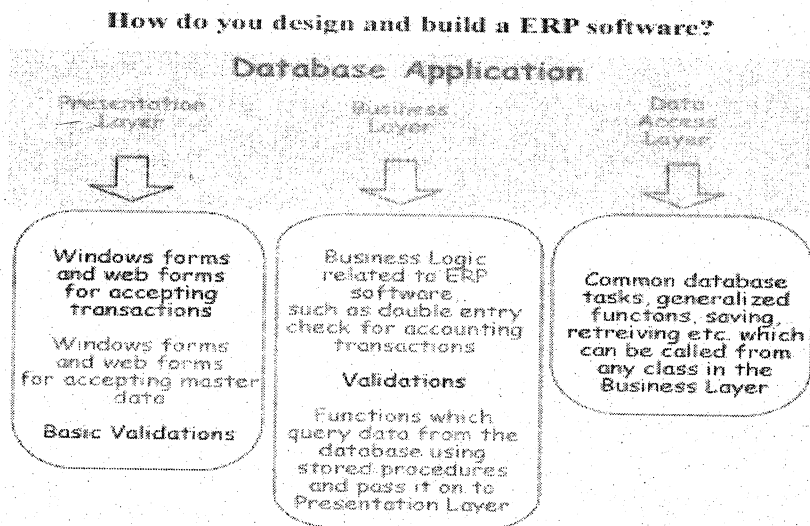 How do you design and build a ERP software?
Database Application
Presentation
Layer
Business
Layer
Data
Access
Layer
Windows forms
and web forms
for accepting
transactions
Windows forms
and web forms
for accepting master
data
Basic Validations
Business Logic
related to ERP
software,
such as double entry
check for accounting
transactions
Validations
Functions which
query data from the
database using
stored procedures
and pass it on to
Presentation Layer
Common database
tasks, generalized
functons, saving,
retreiving etc. which
can be called from
any class in the
Business Layer